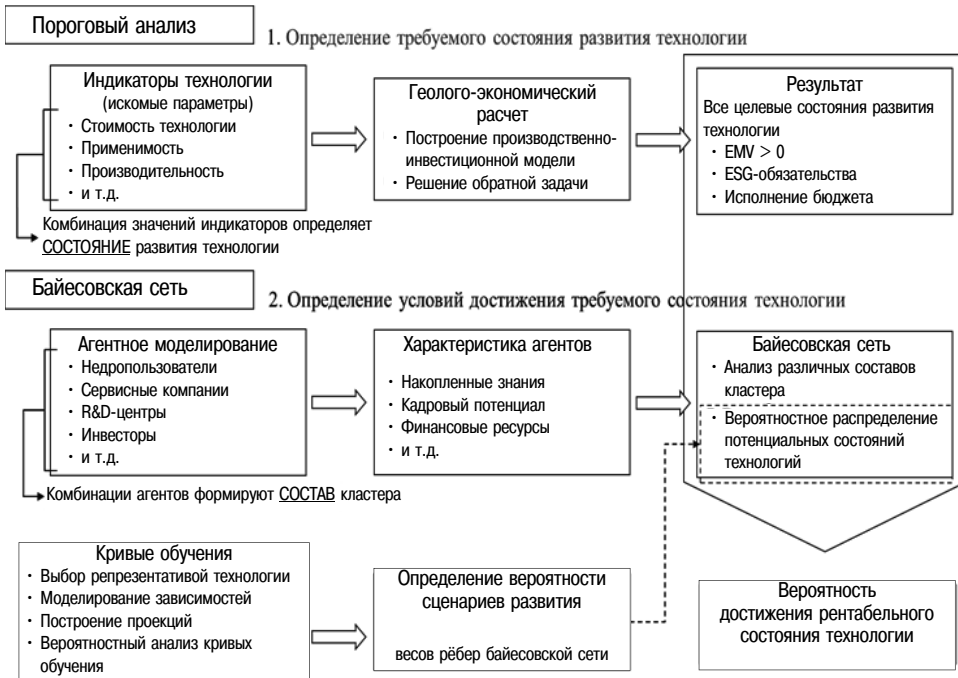 Пороговый анализ
1. Определение требуемого состояния развития технологии
Индикаторы технологии
(искомые параметры)
· Стоимость технологии
· Применимость
· Производительность
· и т.д.
Комбинация значений индикаторов определяет
СОСТОЯНИЕ развития технологии
Геолого-экономический
расчет
· Построение производственно-
инвестиционной модели
· Решение обратной задачи
Результат
Все целевые состояния развития
технологии
· EMV > 0
· ESG-обязательства
· Исполнение бюджета
Байесовская сеть
2. Определение условий достижения требуемого состояния технологии
Агентное моделирование
· Недропользователи
· Сервисные компании
· R&D-центры
· Инвесторы
· и т.д.
Комбинации агентов формируют СОСТАВ кластера
Характеристика агентов
· Накопленные знания
· Кадровый потенциал
· Финансовые ресурсы
· и т.д.
Байесовская сеть
· Анализ различных составов
кластера
· Вероятностное распределение
потенциальных состояний
технологий
Кривые обучения
· Выбор репрезентативой технологии
· Моделирование зависимостей
· Построение проекций
· Вероятностный анализ кривых
обучения
Определение вероятности
сценариев развития
весов рёбер байесовской сети
Вероятность
достижения рентабельного
состояния технологии